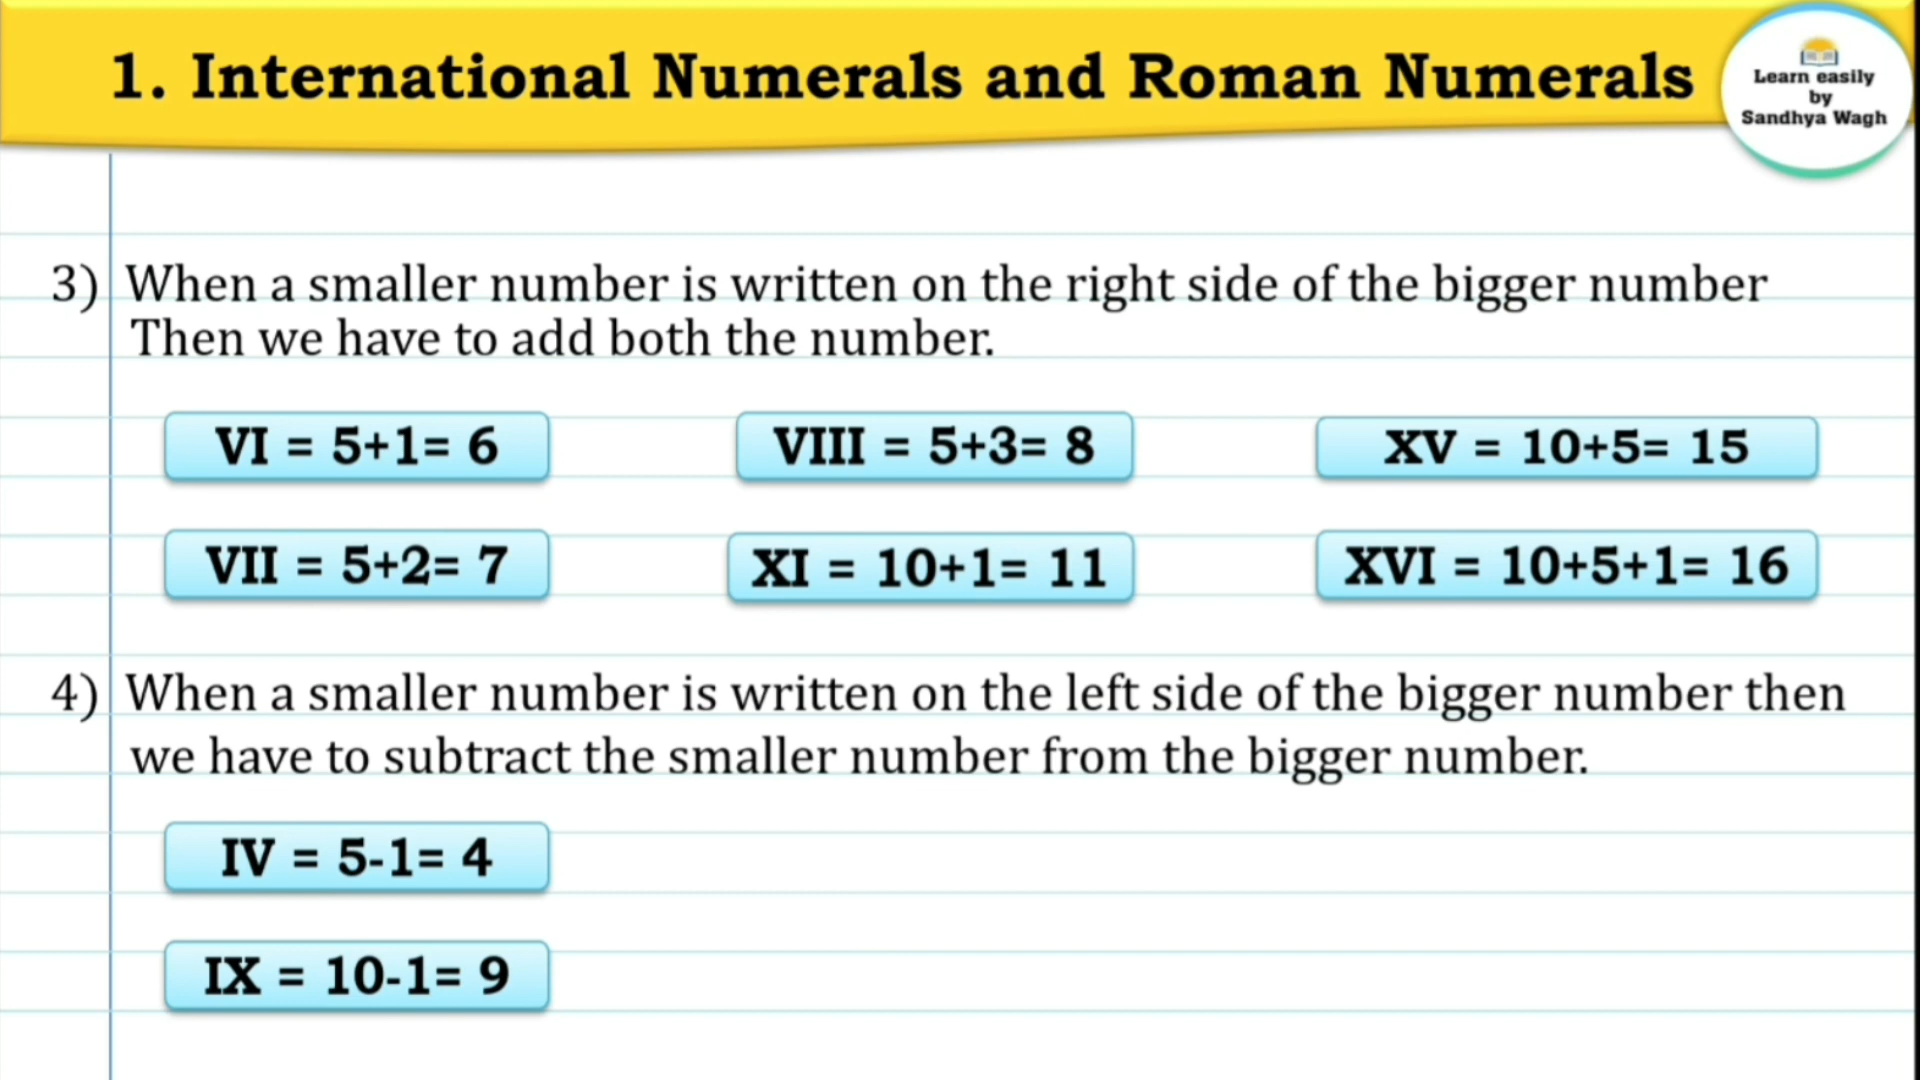 1. International Numerals and Roman Numerals
Learn easily
by
Sandhya Wagh
3) When a smaller number is written on the right side of the bigger number
Then we have to add both the number.
VI = 5+1= 6
VIII = 5+3= 8
XV = 10+5= 15
VII = 5+2= 7
XI = 10+1= 11
XVI = 10+5+1= 16
4) When a smaller number is written on the left side of the bigger number then
we have to subtract the smaller number from the bigger number.
IV = 5-1= 4
IX = 10-1= 9